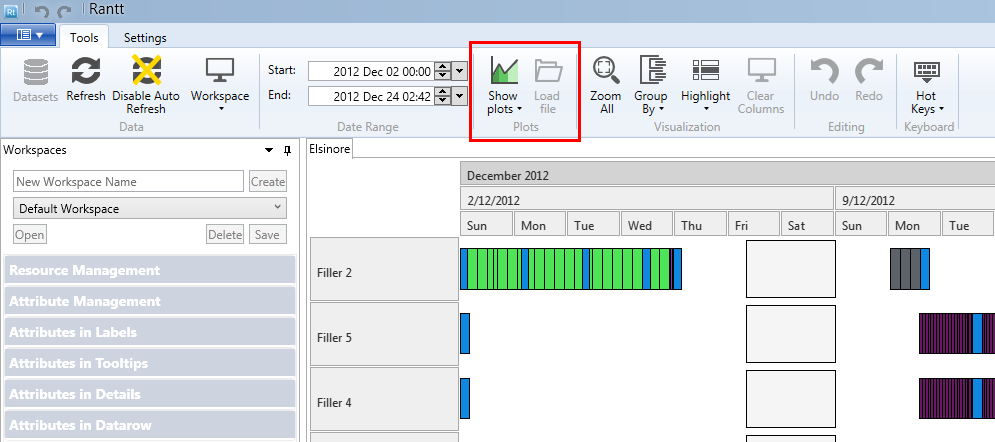 Rt Rantt
Tools Settings
Datasets Refresh Disable Auto Refresh Workspace
Data
Start: 2012 Dec 02 00:00
End: 2012 Dec 24 02:42
Date Range
Show plots Load file
Plots
Zoom All Group By Highlight Clear Columns
Visualization
Undo Redo
Editing
Hot Keys
Keyboard
Workspaces
New Workspace Name Create
Default Workspace
Open Delete Save
Resource Management
Attribute Management
Attributes in Labels
Attributes in Tooltips
Attributes in Details
Attributes in Datarow
Elsinore
December 2012
2/12/2012 9/12/2012
Sun Mon Tue Wed Thu Fri Sat Sun Mon Tue
Filler 2
Filler 5
Filler 4